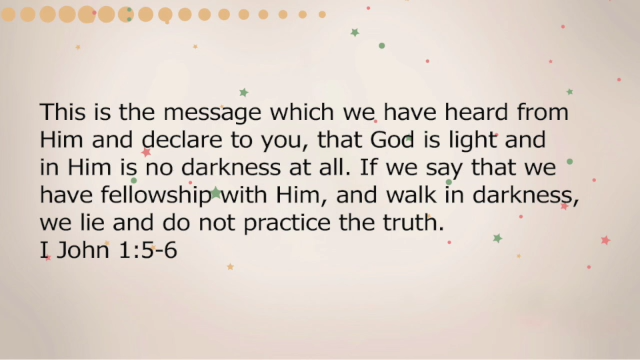 This is the message which we have heard from
Him and declare to you, that God is light and
in Him is no darkness at all. If we say that we
have fellowship with Him, and walk in darkness,
we lie and do not practice the truth.
I John 1:5-6